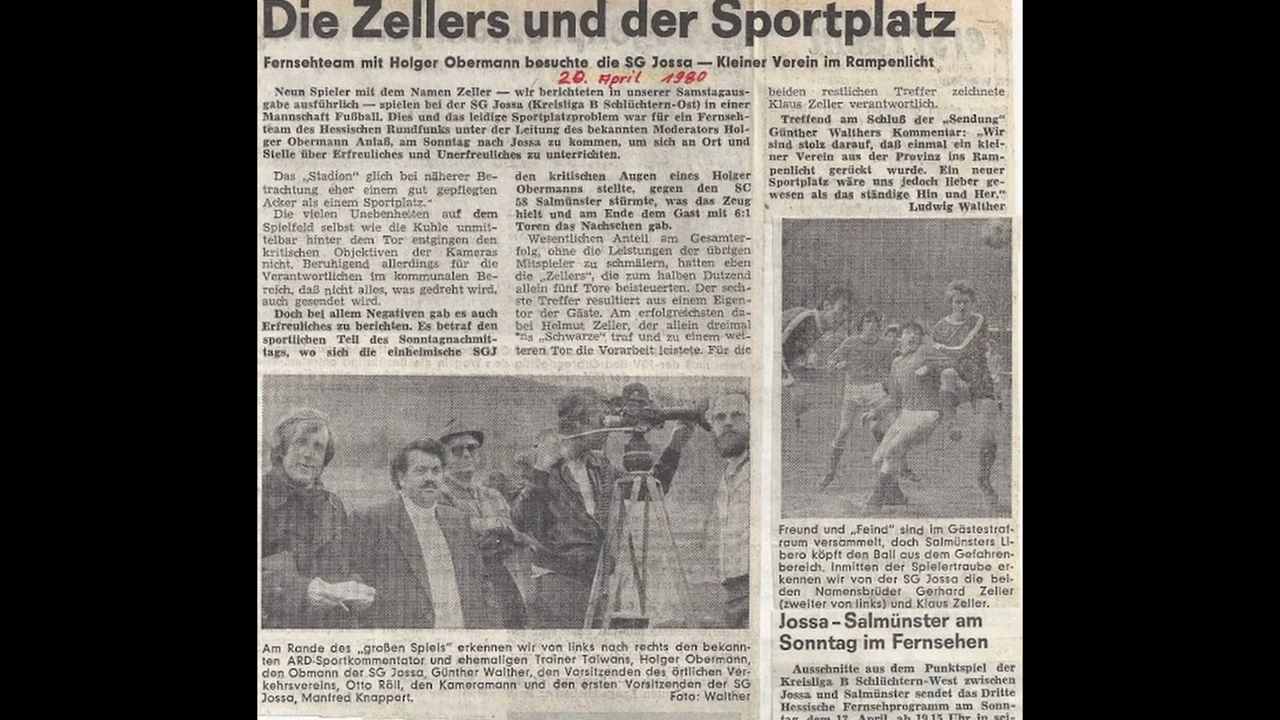 Die Zellers und der Sportplatz
Fernsehteam mit Holger Obermann besuchte die SG Jossa — Kleiner Verein im Rampenlicht
20. April 1980
Neun Spieler mit dem Namen Zeller — wir berichteten in unserer Samstagaus-
gabe ausführlich — spielen bei der SG Jossa (Kreisliga B Schlüchtern-Ost) in einer
Mannschaft Fußball. Dies und das leidige Sportplatzproblem war für ein Fernseh-
team des Hessischen Rundfunks unter der Leitung des bekannten Moderators Hol-
ger Obermann Anlaß, am Sonntag nach Jossa zu kommen, um sich an Ort und
Stelle über Erfreuliches und Unerfreuliches zu unterrichten.
Das „Stadion" glich bei näherer Be-
trachtung eher einem gut gepflegten
Acker als einem Sportplatz.
Die vielen Unebenheiten auf dem
Spielfeld selbst wie die Kuhle unmit-
telbar hinter dem Tor entgingen den
kritischen Objektiven der Kameras
nicht. Beruhigend allerdings für die
Verantwortlichen im kommunalen Be-
reich, daß nicht alles, was gedreht wird,
auch gesendet wird.
Doch bei allem Negativen gab es auch
Erfreuliches zu berichten. Es betraf den
sportlichen Teil des Sonntagnachmit-
tags, wo sich die einheimische SGJ
den kritischen Augen eines Holger
Obermanns stellte, gegen den SC
58 Salmünster stürmte, was das Zeug
hielt und am Ende dem Gast mit 6:1
Toren das Nachsehen gab.
Wesentlichen Anteil am Gesamter-
folg, ohne die Leistungen der übrigen
Mitspieler zu schmälern, hatten eben
die „Zellers", die zum halben Dutzend
allein fünf Tore beisteuerten. Der sech-
ste Treffer resultiert aus einem Eigen-
tor der Gäste. Am erfolgreichsten da-
bei Helmut Zeller, der allein dreimal
"ns „Schwarze" traf und zu einem wei-
teren Tor die Vorarbeit leistete. Für die
beiden restlichen Treffer zeichnete
Klaus Zeller verantwortlich.
Treffend am Schluß der „Sendung"
Günther Walthers Kommentar: „Wir
sind stolz darauf, daß einmal ein klei-
ner Verein aus der Provinz ins Ram-
penlicht gerückt wurde. Ein neuer
Sportplatz wäre uns jedoch lieber ge-
wesen als das ständige Hin und Her."
Ludwig Walther
Am Rande des „großen Spiels" erkennen wir von links nach rechts den bekann-
ten ARD-Sportkommentator und ehemaligen Trainer Taiwans, Holger Obermann,
den Obmann der SG Jossa, Günther Walther, den Vorsitzenden des örtlichen Ver-
kehrsvereins, Otto Röll, den Kameramann und den ersten Vorsitzenden der SG
Jossa, Manfred Knappert. Foto: Walther
Freund und „Feind" sind im Gästestraf-
raum versammelt, doch Salmünsters Li-
bero köpft den Ball aus dem Gefahren-
bereich. Inmitten der Spielertraube er-
kennen wir von der SG Jossa die bei-
den Namensbrüder Gerhard Zeller
(zweiter von links) und Klaus Zeller.
Jossa – Salmünster am
Sonntag im Fernsehen
Ausschnitte aus dem Punktspiel der
Kreisliga B Schlüchtern-West zwischen
Jossa und Salmünster sendet das Dritte
Hessische Fernsehprogramm am Sonn-
tag, dem 17. April, ab 19.15 Uhr in sei-